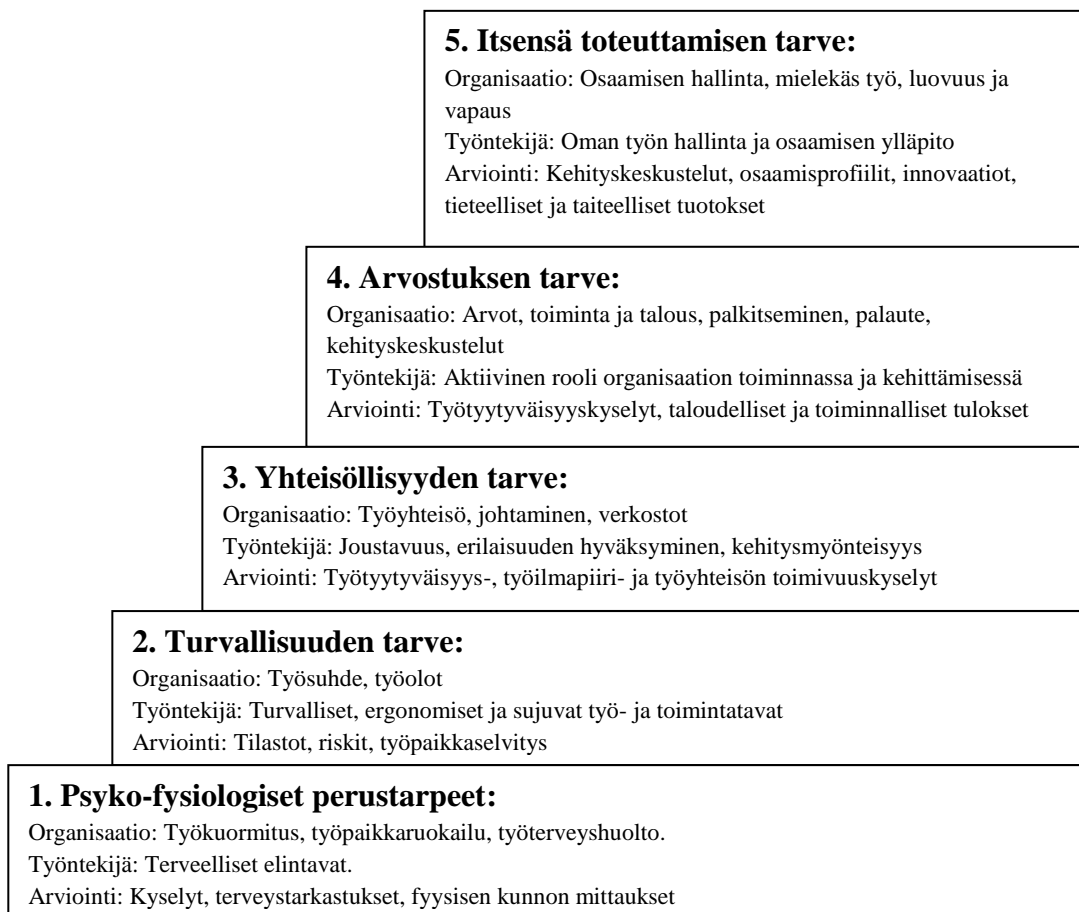 5. Itsensä toteuttamisen tarve:
Organisaatio: Osaamisen hallinta, mielekäs työ, luovuus ja
vapaus
Työntekijä: Oman työn hallinta ja osaamisen ylläpito
Arviointi: Kehityskeskustelut, osaamisprofiilit, innovaatiot,
tieteelliset ja taiteelliset tuotokset
4. Arvostuksen tarve:
Organisaatio: Arvot, toiminta ja talous, palkitseminen, palaute,
kehityskeskustelut
Työntekijä: Aktiivinen rooli organisaation toiminnassa ja kehittämisessä
Arviointi: Työtyytyväisyyskyselyt, taloudelliset ja toiminnalliset tulokset
3. Yhteisöllisyyden tarve:
Organisaatio: Työyhteisö, johtaminen, verkostot
Työntekijä: Joustavuus, erilaisuuden hyväksyminen, kehitysmyönteisyys
Arviointi: Työtyytyväisyys-, työilmapiiri- ja työyhteisön toimivuuskyselyt
2. Turvallisuuden tarve:
Organisaatio: Työsuhde, työolot
Työntekijä: Turvalliset, ergonomiset ja sujuvat työ- ja toimintatavat
Arviointi: Tilastot, riskit, työpaikkaselvitys
1. Psyko-fysiologiset perustarpeet:
Organisaatio: Työkuormitus, työpaikkaruokailu, työterveyshuolto.
Työntekijä: Terveelliset elintavat.
Arviointi: Kyselyt, terveystarkastukset, fyysisen kunnon mittaukset